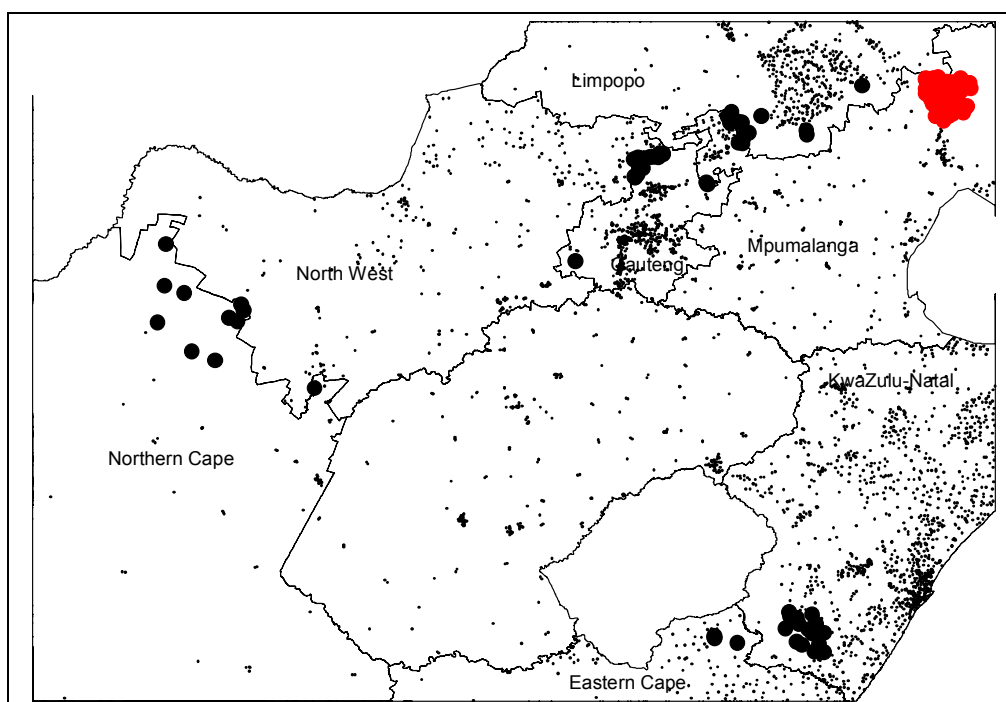 Limpopo
Mpumalanga
North West
Gauteng
KwaZulu-Natal
Northern Cape
Eastern Cape